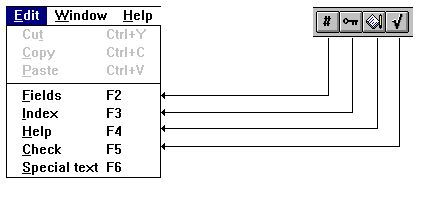 Edit Window Help
Cut Ctrl+Y
Copy Ctrl+C
Paste Ctrl+V
Fields F2
Index F3
Help F4
Check F5
Special text F6
#